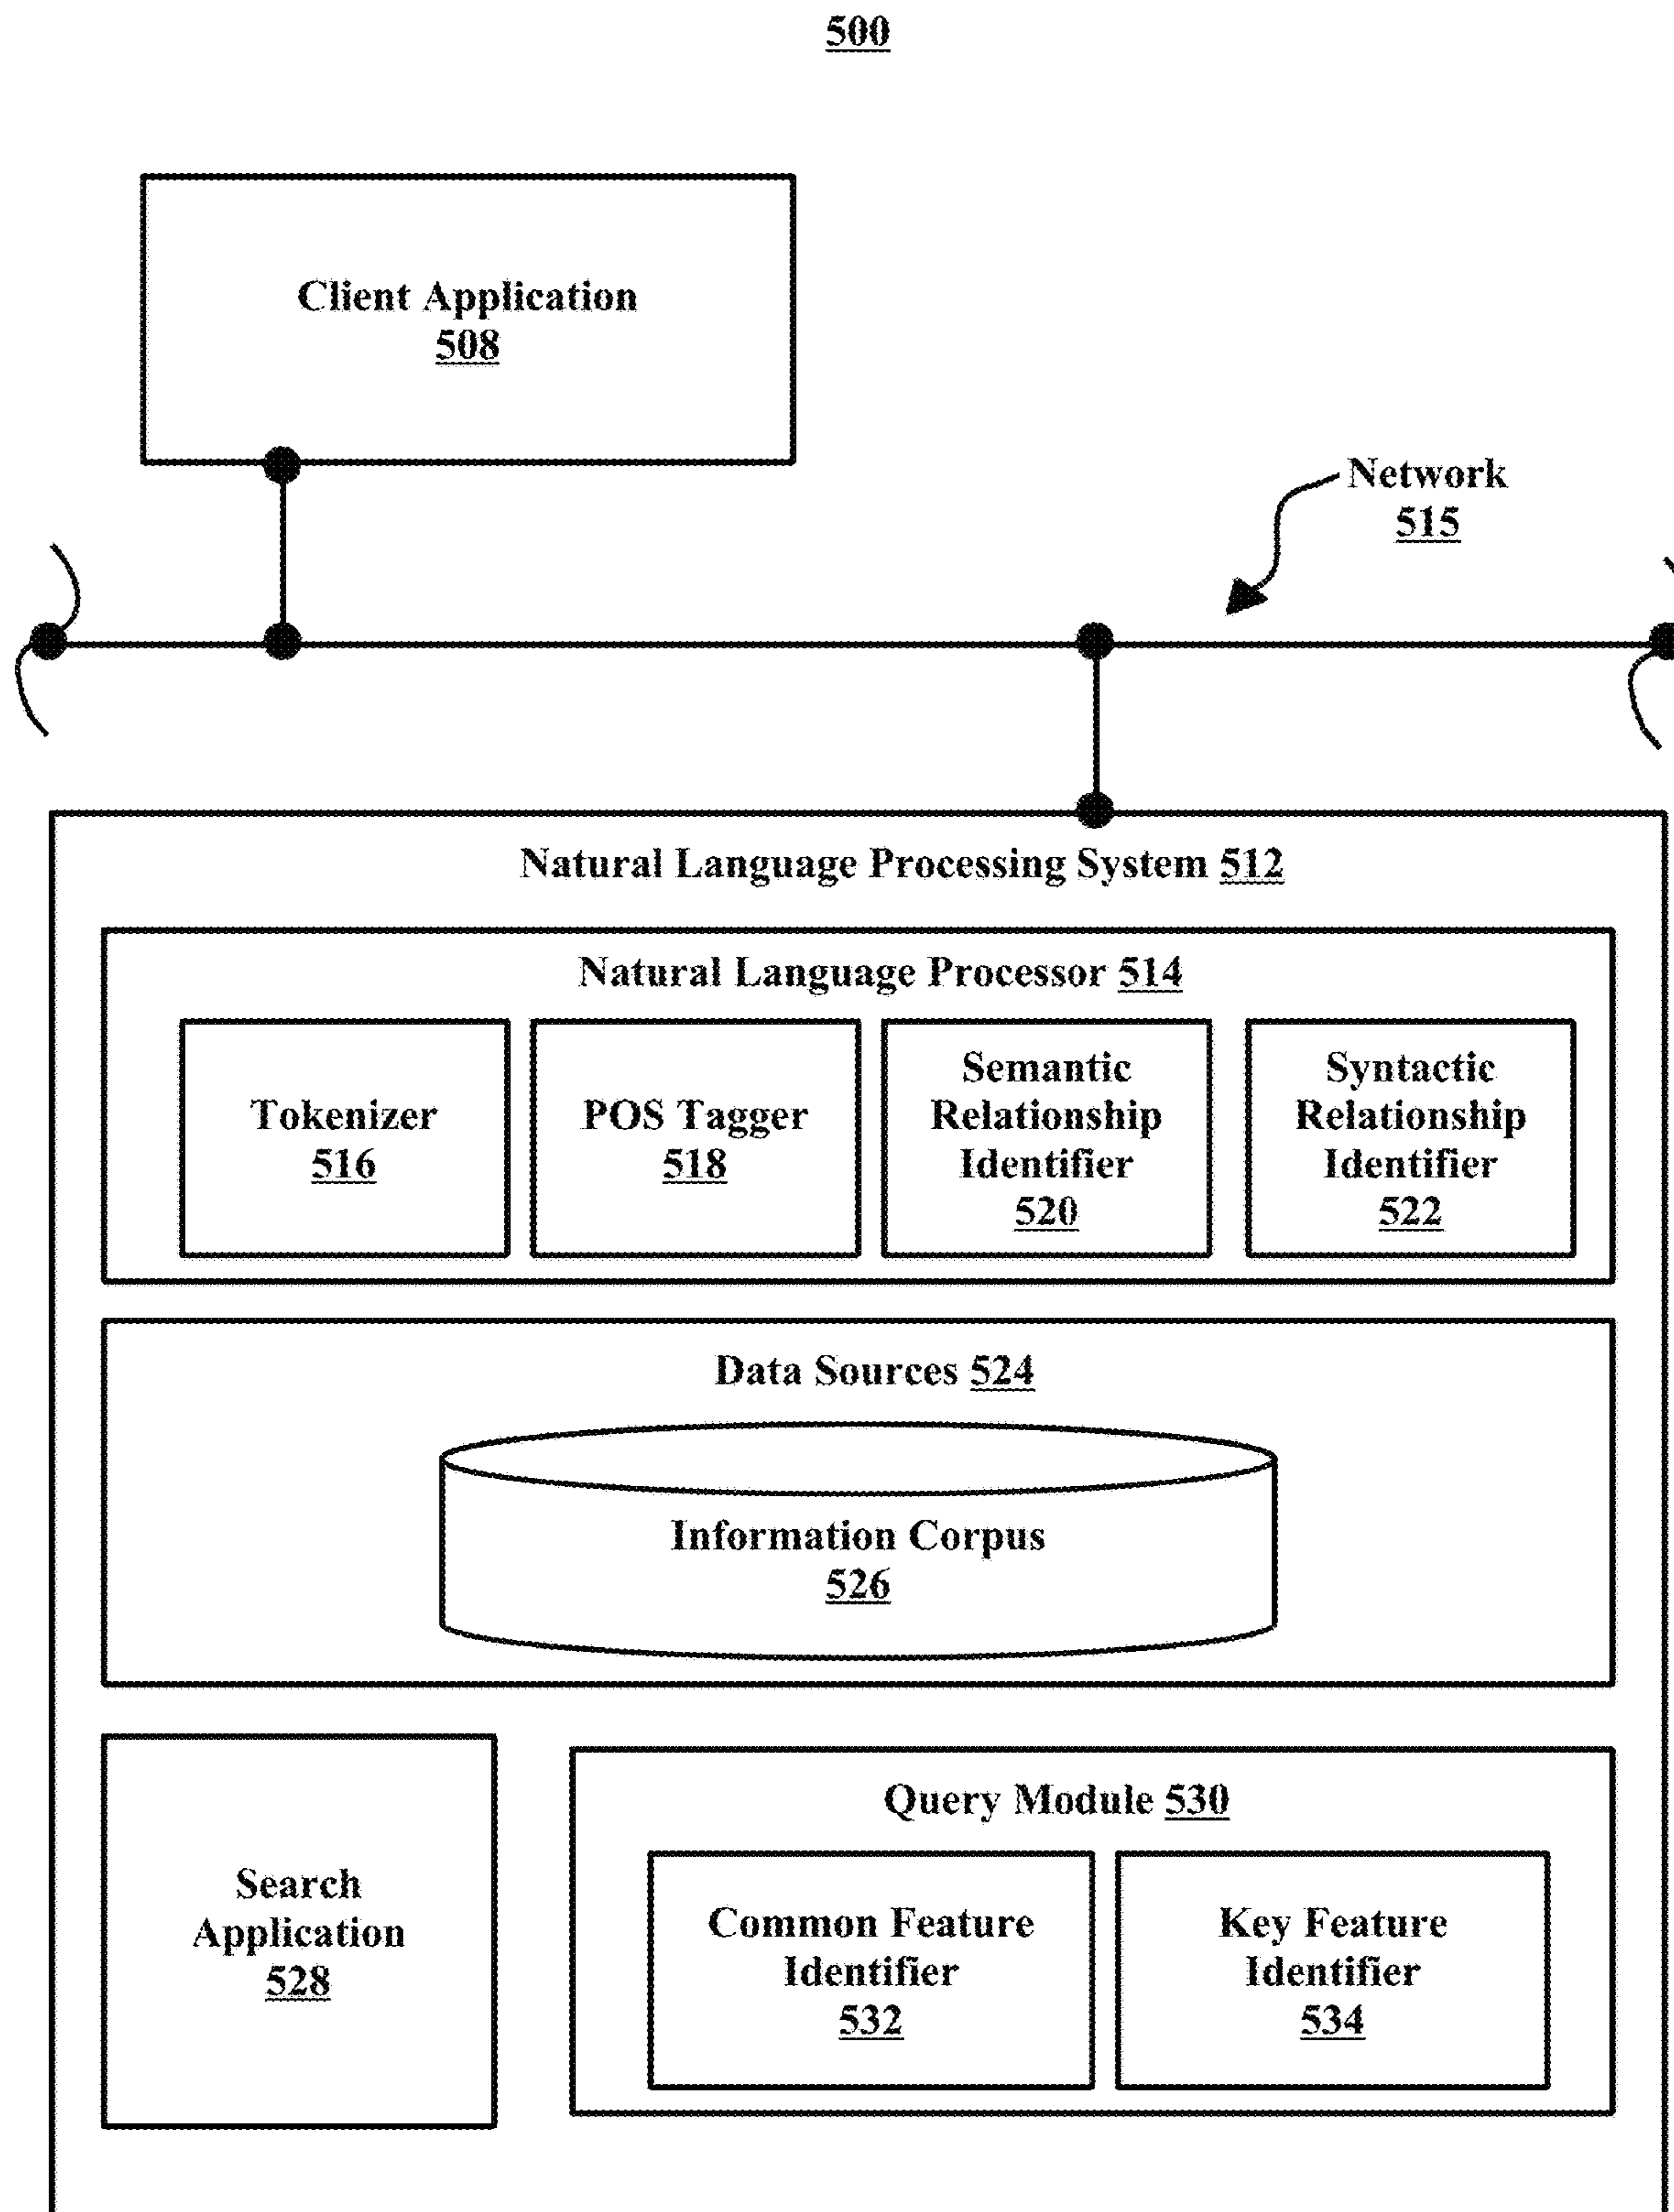 500
Client Application
508
Network
515
Natural Language Processing System 512
Natural Language Processor 514
Tokenizer
516
POS Tagger
518
Semantic
Relationship
Identifier
520
Syntactic
Relationship
Identifier
522
Data Sources 524
Information Corpus
526
Search
Application
528
Query Module 530
Common Feature
Identifier
532
Key Feature
Identifier
534